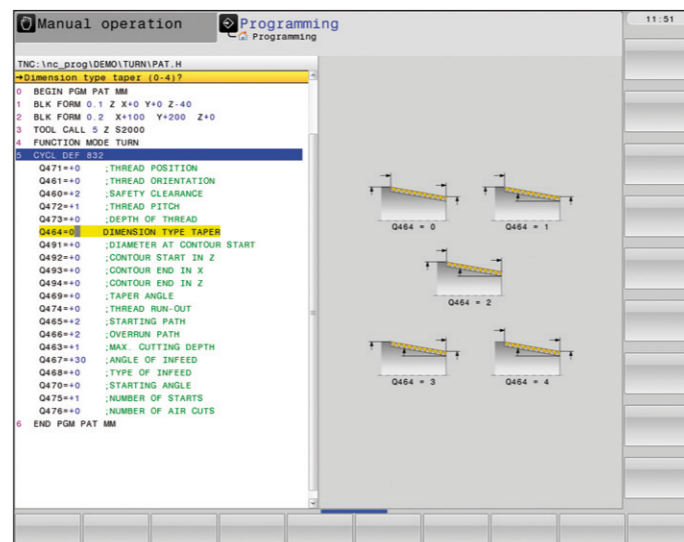 Manual operation
Programming
Programming
11:51
TNC:\nc_prog\DEMO\TURN\PAT.H
→Dimension type taper (0-4)?
0 BEGIN PGM PAT MM
1 BLK FORM 0.1 Z X+0 Y+0 Z-40
2 BLK FORM 0.2 X+100 Y+200 Z+0
3 TOOL CALL 5 Z S2000
4 FUNCTION MODE TURN
5 CYCL DEF 832
Q471=+0 ;THREAD POSITION
Q461=+0 ;THREAD ORIENTATION
Q460=+2 ;SAFETY CLEARANCE
Q472=+1 ;THREAD PITCH
Q473=+0 ;DEPTH OF THREAD
Q464=0 DIMENSION TYPE TAPER
Q491=+0 ;DIAMETER AT CONTOUR START
Q492=+0 ;CONTOUR START IN Z
Q493=+0 ;CONTOUR END IN X
Q494=+0 ;CONTOUR END IN Z
Q469=+0 ;TAPER ANGLE
Q474=+0 ;THREAD RUN-OUT
Q465=+2 ;STARTING PATH
Q466=+2 ;OVERRUN PATH
Q463=+1 ;MAX. CUTTING DEPTH
Q467=+30 ;ANGLE OF INFEED
Q468=+0 ;TYPE OF INFEED
Q470=+0 ;STARTING ANGLE
Q475=+1 ;NUMBER OF STARTS
Q476=+0 ;NUMBER OF AIR CUTS
6 END PGM PAT MM
Q464 = 0
Q464 = 1
Q464 = 2
Q464 = 3
Q464 = 4